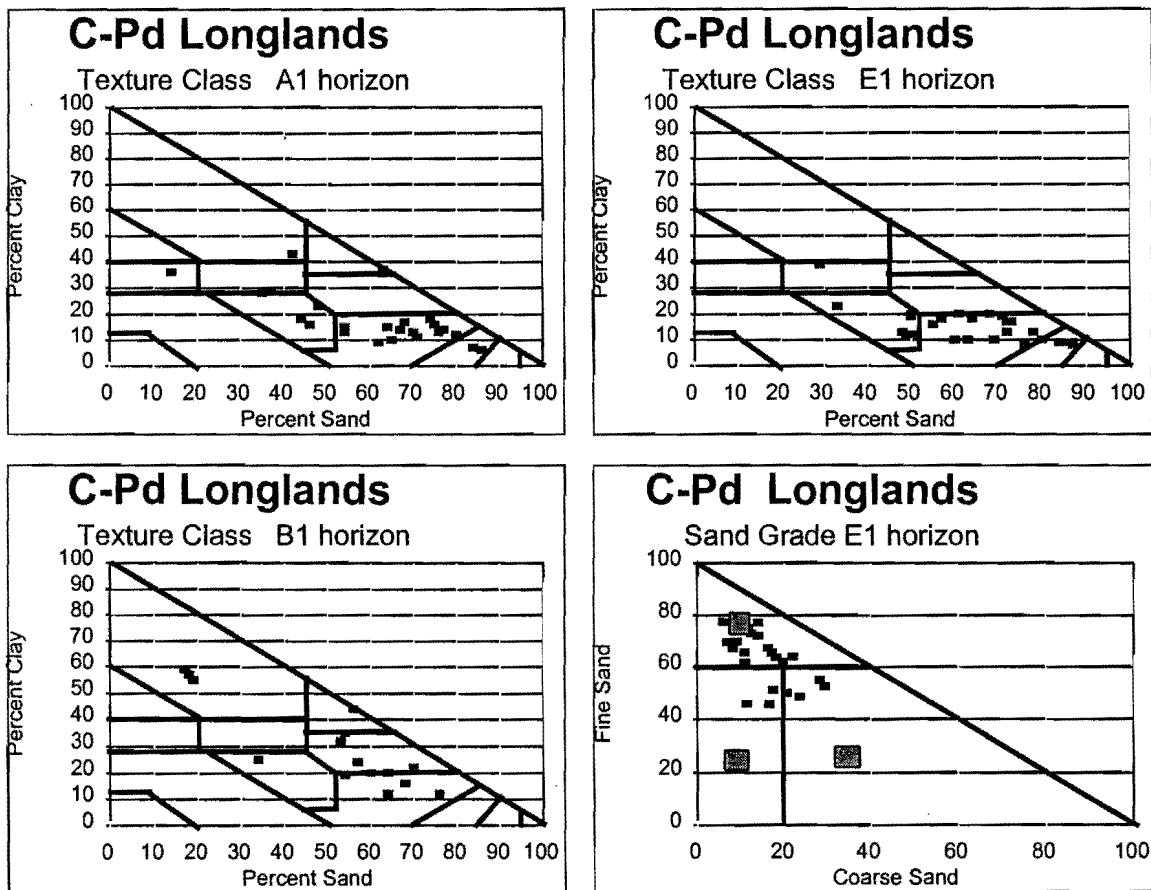 C-Pd Longlands
Texture Class A1 horizon
Percent Clay
100
90
80
70
60
50
40
30
20
10
0
0 10 20 30 40 50 60 70 80 90 100
Percent Sand
C-Pd Longlands
Texture Class E1 horizon
Percent Clay
100
90
80
70
60
50
40
30
20
10
0
0 10 20 30 40 50 60 70 80 90 100
Percent Sand
C-Pd Longlands
Texture Class B1 horizon
Percent Clay
100
90
80
70
60
50
40
30
20
10
0
0 10 20 30 40 50 60 70 80 90 100
Percent Sand
C-Pd Longlands
Sand Grade E1 horizon
Fine Sand
100
80
60
40
20
0
0 20 40 60 80 100
Coarse Sand